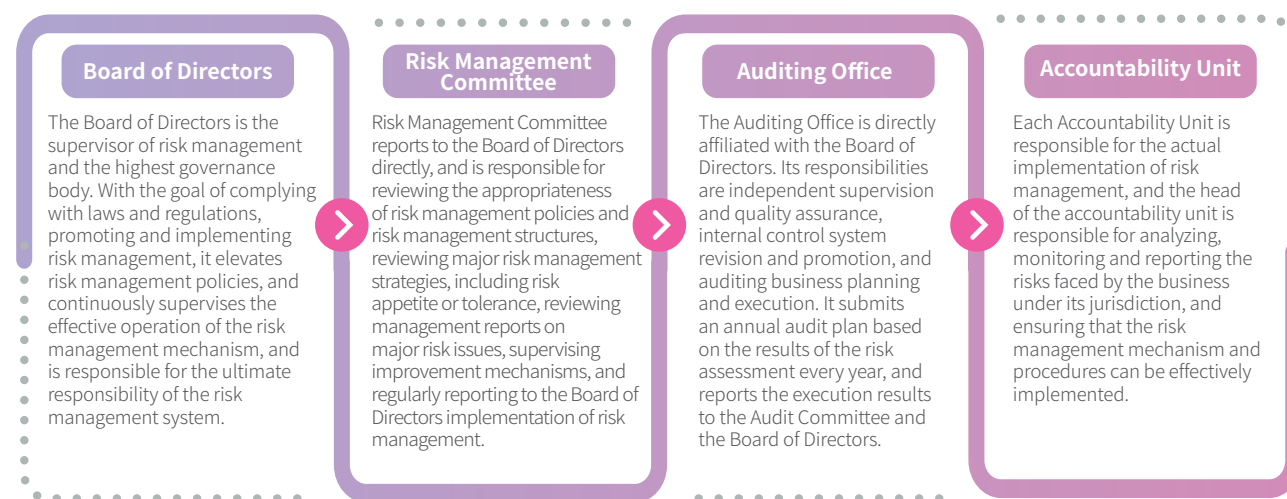 Board of Directors
The Board of Directors is the
supervisor of risk management
and the highest governance
body. With the goal of complying
with laws and regulations,
promoting and implementing
risk management, it elevates
risk management policies, and
continuously supervises the
effective operation of the risk
management mechanism, and
is responsible for the ultimate
responsibility of the risk
management system.
Risk Management
Committee
Risk Management Committee
reports to the Board of Directors
directly, and is responsible for
reviewing the appropriateness
of risk management policies and
risk management structures,
reviewing major risk management
strategies, including risk
appetite or tolerance, reviewing
management reports on
major risk issues, supervising
improvement mechanisms, and
regularly reporting to the Board of
Directors implementation of risk
management.
Auditing Office
The Auditing Office is directly
affiliated with the Board of
Directors. Its responsibilities
are independent supervision
and quality assurance,
internal control system
revision and promotion, and
auditing business planning
and execution. It submits
an annual audit plan based
on the results of the risk
assessment every year, and
reports the execution results
to the Audit Committee and
the Board of Directors.
Accountability Unit
Each Accountability Unit is
responsible for the actual
implementation of risk
management, and the head
of the accountability unit is
responsible for analyzing,
monitoring and reporting the
risks faced by the business
under its jurisdiction, and
ensuring that the risk
management mechanism and
procedures can be effectively
implemented.